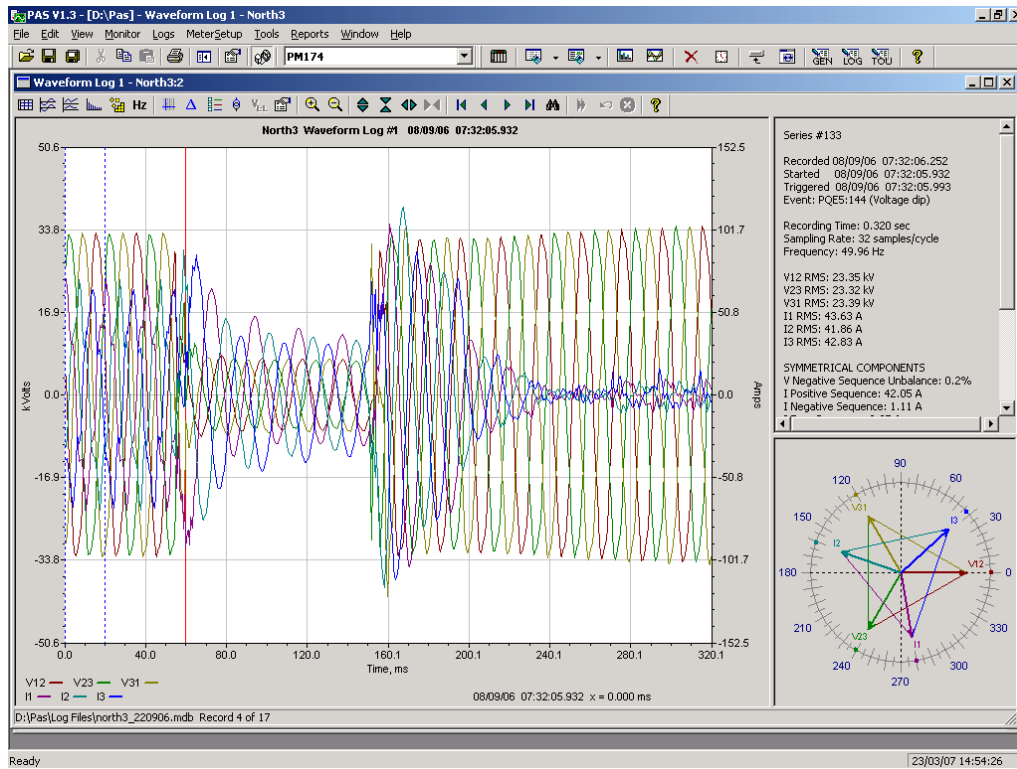 PAS V1.3 - [D:\Pas] - Waveform Log 1 - North3
File Edit View Monitor Logs MeterSetup Tools Reports Window Help
PM174
GEN LOG TOU
Waveform Log 1 - North3:2
Hz
North3 Waveform Log #1 08/09/06 07:32:05.932
50.6
33.8
16.9
0.0
-16.9
-33.8
-50.6
k Volts
152.5
101.7
50.8
0.0
-50.8
-101.7
-152.5
Amps
0.0 40.0 80.0 120.0 160.1 200.1 240.1 280.1 320.1
Time, ms
V12 V23 V31
I1 I2 I3
08/09/06 07:32:05.932 x = 0.000 ms
Series #133
Recorded 08/09/06 07:32:06.252
Started 08/09/06 07:32:05.932
Triggered 08/09/06 07:32:05.993
Event: PQE5:144 (Voltage dip)
Recording Time: 0.320 sec
Sampling Rate: 32 samples/cycle
Frequency: 49.96 Hz
V12 RMS: 23.35 kV
V23 RMS: 23.32 kV
V31 RMS: 23.39 kV
I1 RMS: 43.63 A
I2 RMS: 41.86 A
I3 RMS: 42.83 A
SYMMETRICAL COMPONENTS
V Negative Sequence Unbalance: 0.2%
I Positive Sequence: 42.05 A
I Negative Sequence: 1.11 A
90
120 60
V31
I3
150 30
I2
V12
180 0
210 330
V23 I1
240 300
270
D:\Pas\Log Files\north3_220906.mdb Record 4 of 17
Ready
23/03/07 14:54:26